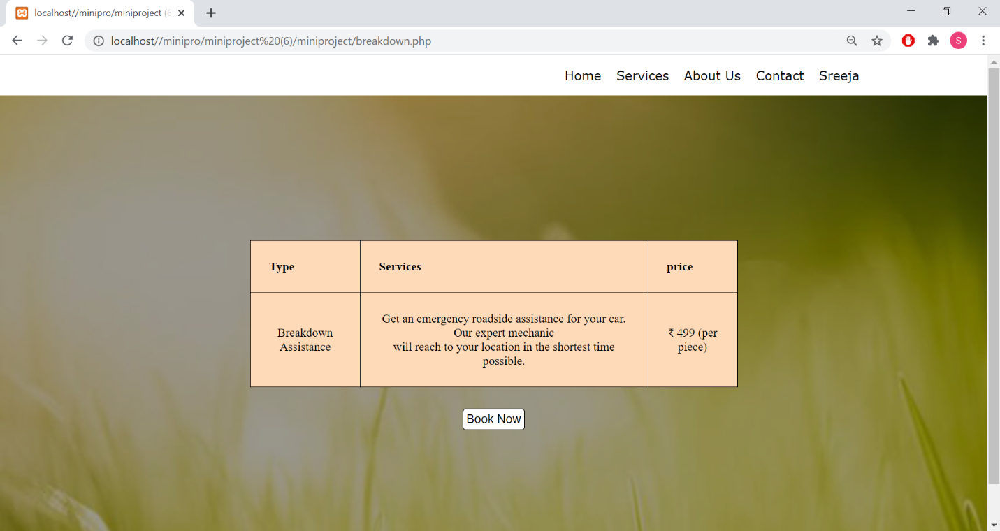 localhost//minipro/miniproject (6
localhost//minipro/miniproject%20(6)/miniproject/breakdown.php
S
Home Services About Us Contact Sreeja
Type Services price
Breakdown
Assistance
Get an emergency roadside assistance for your car.
Our expert mechanic
will reach to your location in the shortest time
possible.
₹ 499 (per
piece)
Book Now